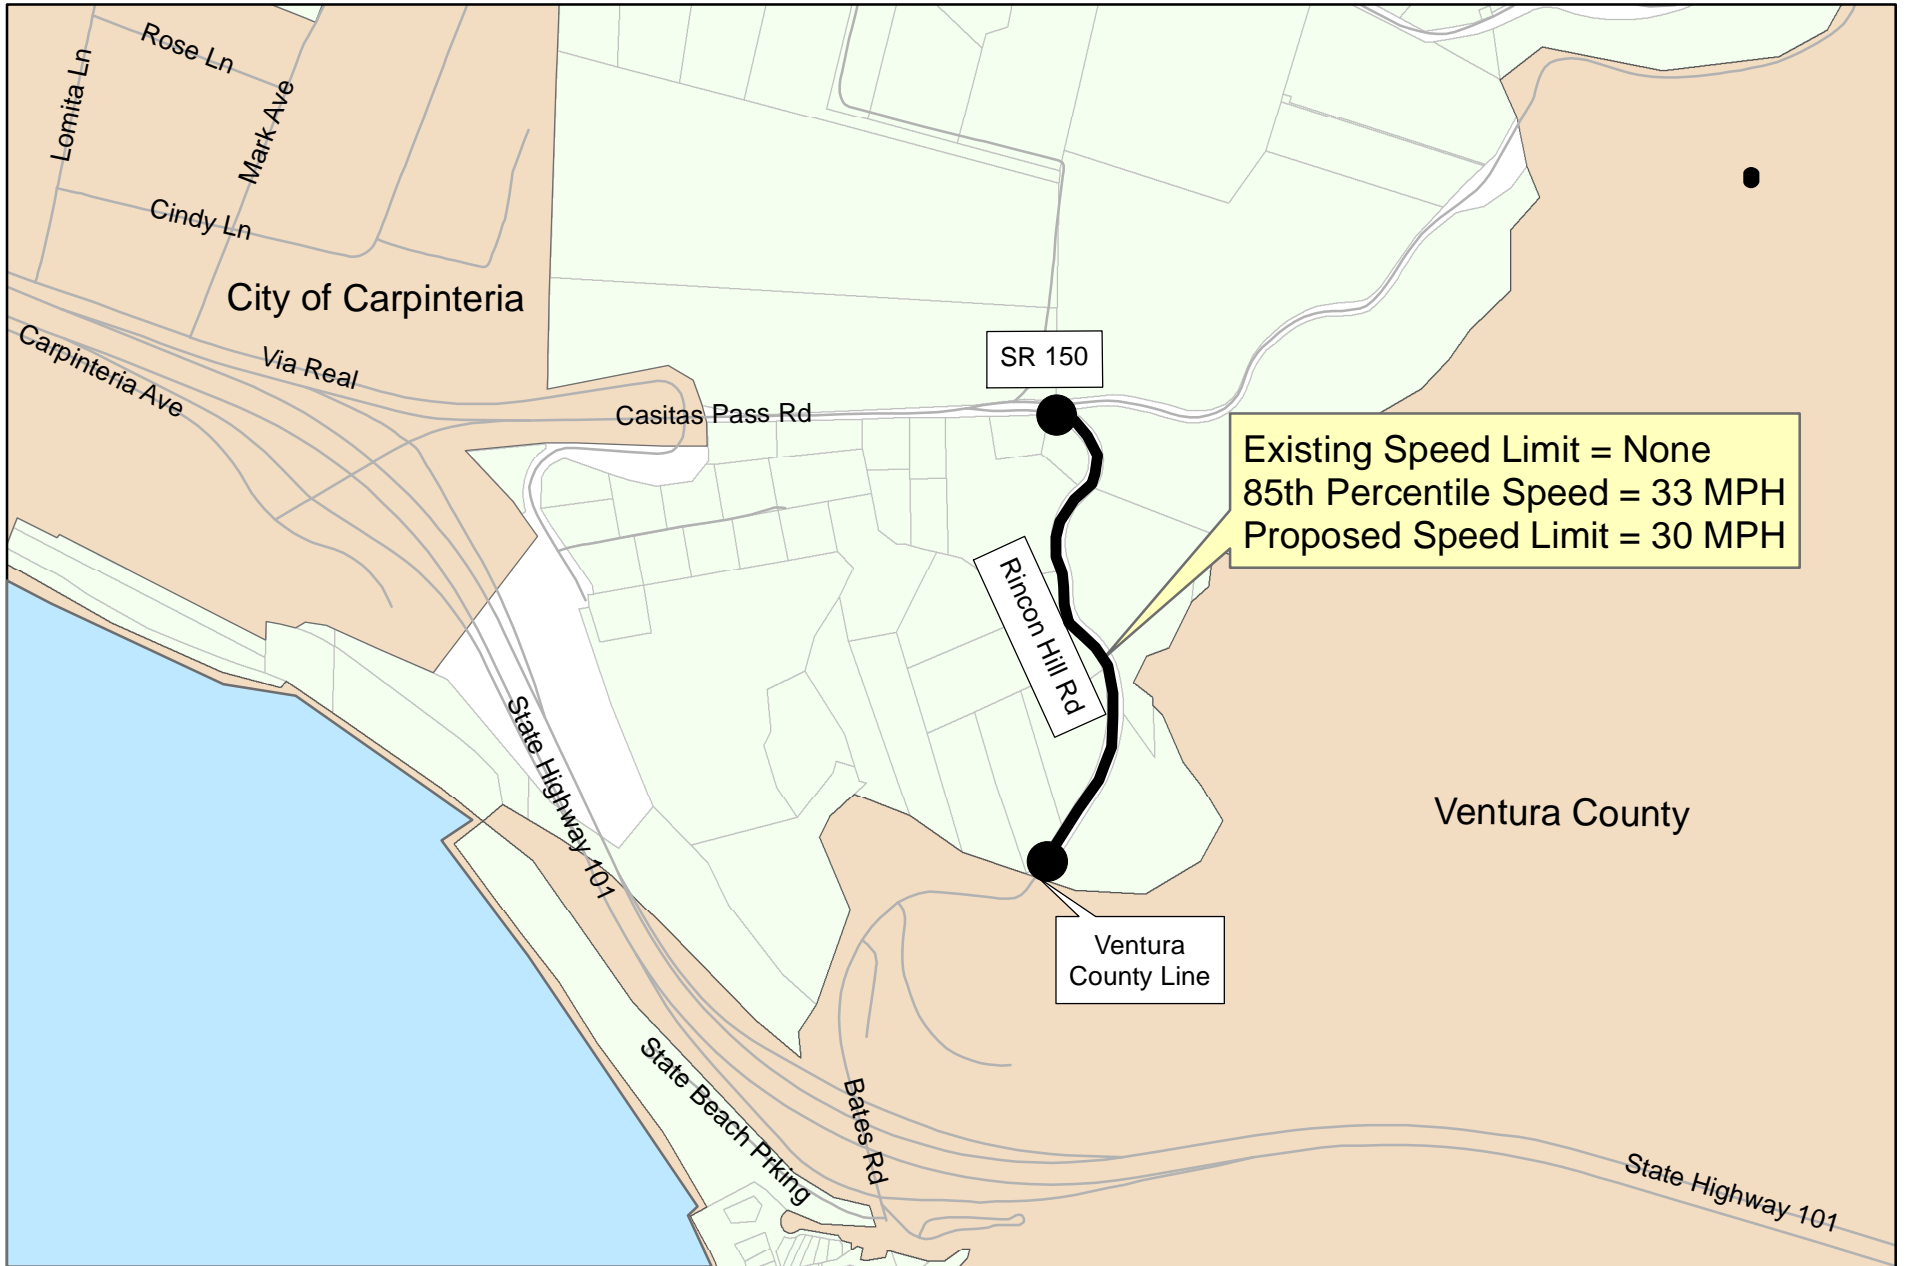 Rose Ln
Lomita Ln
Mark Ave
Cindy Ln
City of Carpinteria
Carpinteria Ave
Via Real
SR 150
Casitas Pass Rd
Existing Speed Limit = None
85th Percentile Speed = 33 MPH
Proposed Speed Limit = 30 MPH
Rincon Hill Rd
State Highway 101
Ventura County
Ventura
County Line
State Beach Prking
Bates Rd
State Highway 101